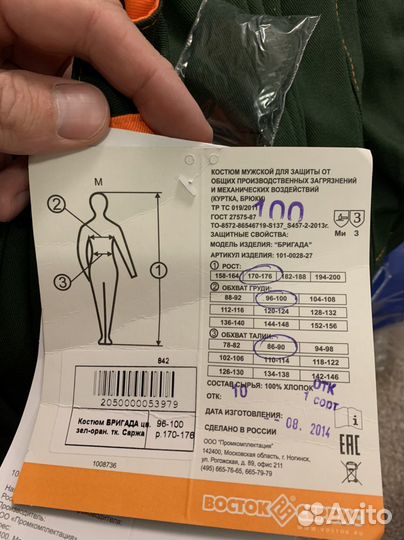 КОСТЮМ МУЖСКОЙ ДЛЯ ЗАЩИТЫ ОТ
ОБЩИХ ПРОИЗВОДСТВЕННЫХ ЗАГРЯЗНЕНИЙ
И МЕХАНИЧЕСКИХ ВОЗДЕЙСТВИЙ
(КУРТКА, БРЮКИ)
ТР ТС 019/2011
100
ГОСТ 27575-87
ТО-8572-86546719-S137_S457-2-2013г.
ЗАЩИТНЫЕ СВОЙСТВА:
Ми З
МОДЕЛЬ ИЗДЕЛИЯ: "БРИГАДА"
АРТИКУЛ ИЗДЕЛИЯ: 101-0028-27
1 РОСТ:
158-164 170-176 182-188 194-200
2 ОБХВАТ ГРУДИ:
88-92 96-100 104-108
112-116 120-124 128-132
136-140 144-148 152-156
3 ОБХВАТ ТАЛИИ:
78-82 86-90 94-98
102-106 110-114 118-122
126-130 134-138 142-146
СОСТАВ СЫРЬЯ: 100% ХЛОПОК
ОТК: 10
ОТК
1 сорт
ДАТА ИЗГОТОВЛЕНИЯ 08. 2014
СДЕЛАНО В РОССИИ
ООО "Промкомплектация"
142400, Московская область, г. Ногинск,
ул. Рогожская, д. 89, офис 211
(495) 665-76-65, 665-79-79
EAC
М
2
3
1
842
2050000053979
Костюм БРИГАДА цв.
зел-оран. тк. Саржа
96-100
р.170-176
1008736
ВОСТОК
Avito